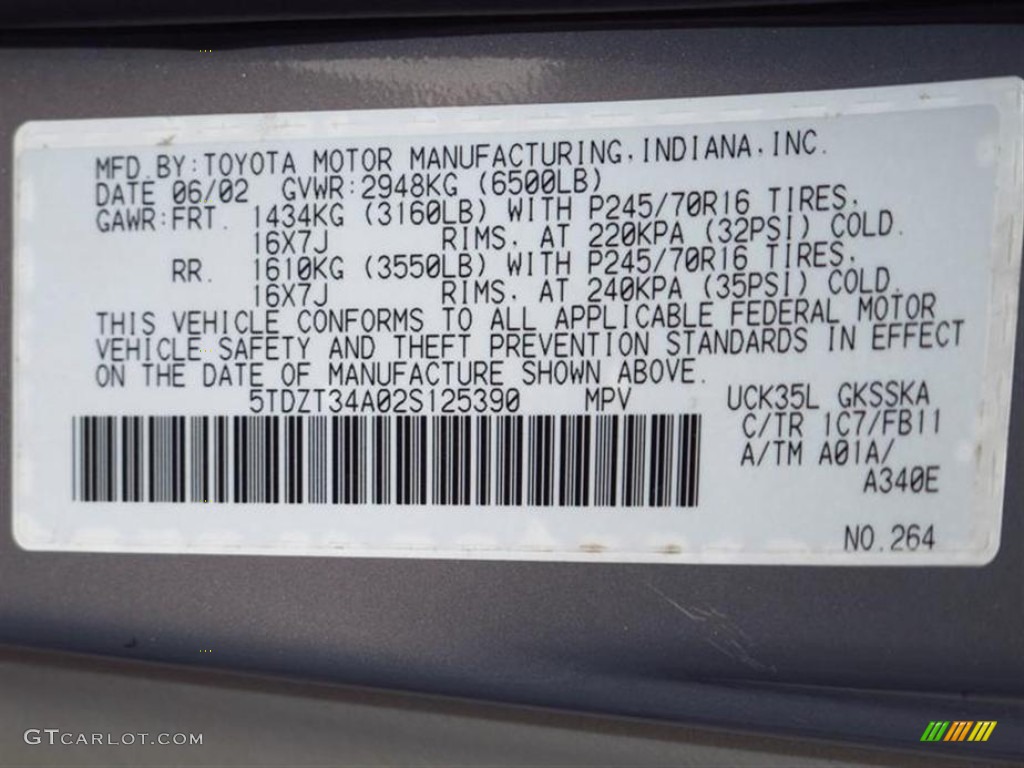 MFD.BY:TOYOTA MOTOR MANUFACTURING,INDIANA,INC.
DATE 06/02 GVWR:2948KG (6500LB)
GAWR:FRT. 1434KG (3160LB) WITH P245/70R16 TIRES,
16X7J RIMS, AT 220KPA (32PSI) COLD.
RR. 1610KG (3550LB) WITH P245/70R16 TIRES,
16X7J RIMS, AT 240KPA (35PSI) COLD.
THIS VEHICLE CONFORMS TO ALL APPLICABLE FEDERAL MOTOR
VEHICLE SAFETY AND THEFT PREVENTION STANDARDS IN EFFECT
ON THE DATE OF MANUFACTURE SHOWN ABOVE.
5TDZT34A02S125390 MPV UCK35L GKSSKA
C/TR 1C7/FB11
A/TM A01A/
A340E
NO.264
GTCARLOT.COM